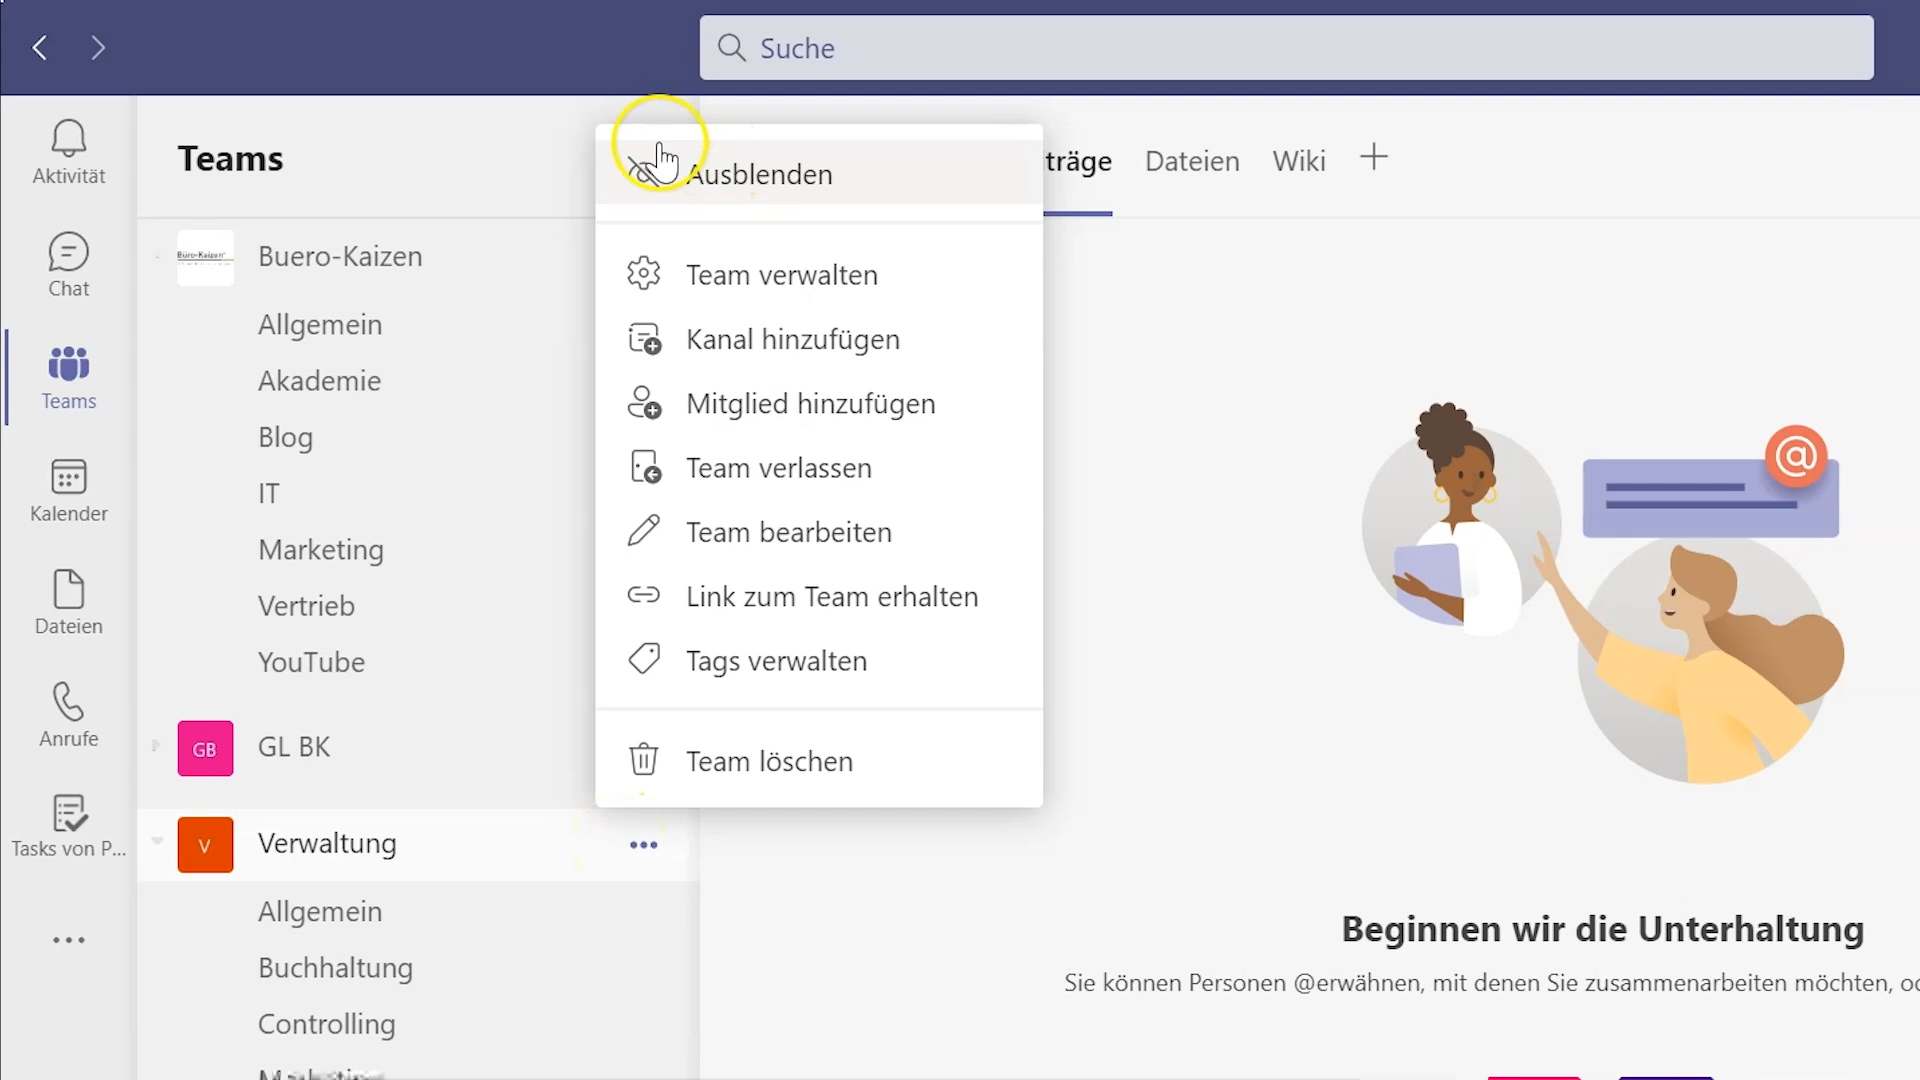 Suche
Aktivität
Chat
Teams
Kalender
Dateien
Anrufe
Tasks von P...
Teams
Büro-Kaizen
Buero-Kaizen
Allgemein
Akademie
Blog
IT
Marketing
Vertrieb
YouTube
GB
GL BK
V
Verwaltung
Allgemein
Buchhaltung
Controlling
Ausblenden
Team verwalten
Kanal hinzufügen
Mitglied hinzufügen
Team verlassen
Team bearbeiten
Link zum Team erhalten
Tags verwalten
Team löschen
träge Dateien Wiki
@
Beginnen wir die Unterhaltung
Sie können Personen @erwähnen, mit denen Sie zusammenarbeiten möchten,